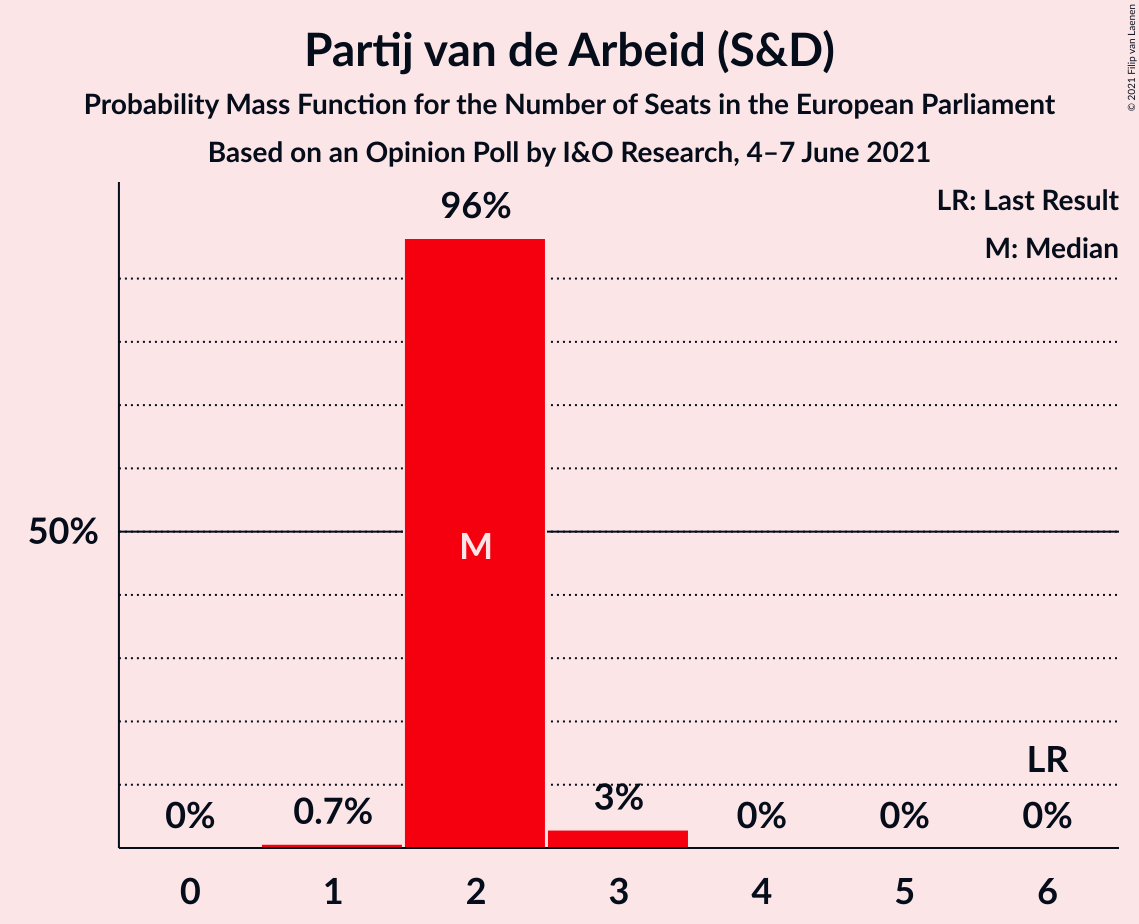 Partij van de Arbeid (S&D)
Probability Mass Function for the Number of Seats in the European Parliament
Based on an Opinion Poll by I&O Research, 4–7 June 2021
© 2021 Filip van Laenen
LR: Last Result
M: Median
96%
50%
M
LR
0%
0.7%
3%
0%
0%
0%
0
1
2
3
4
5
6